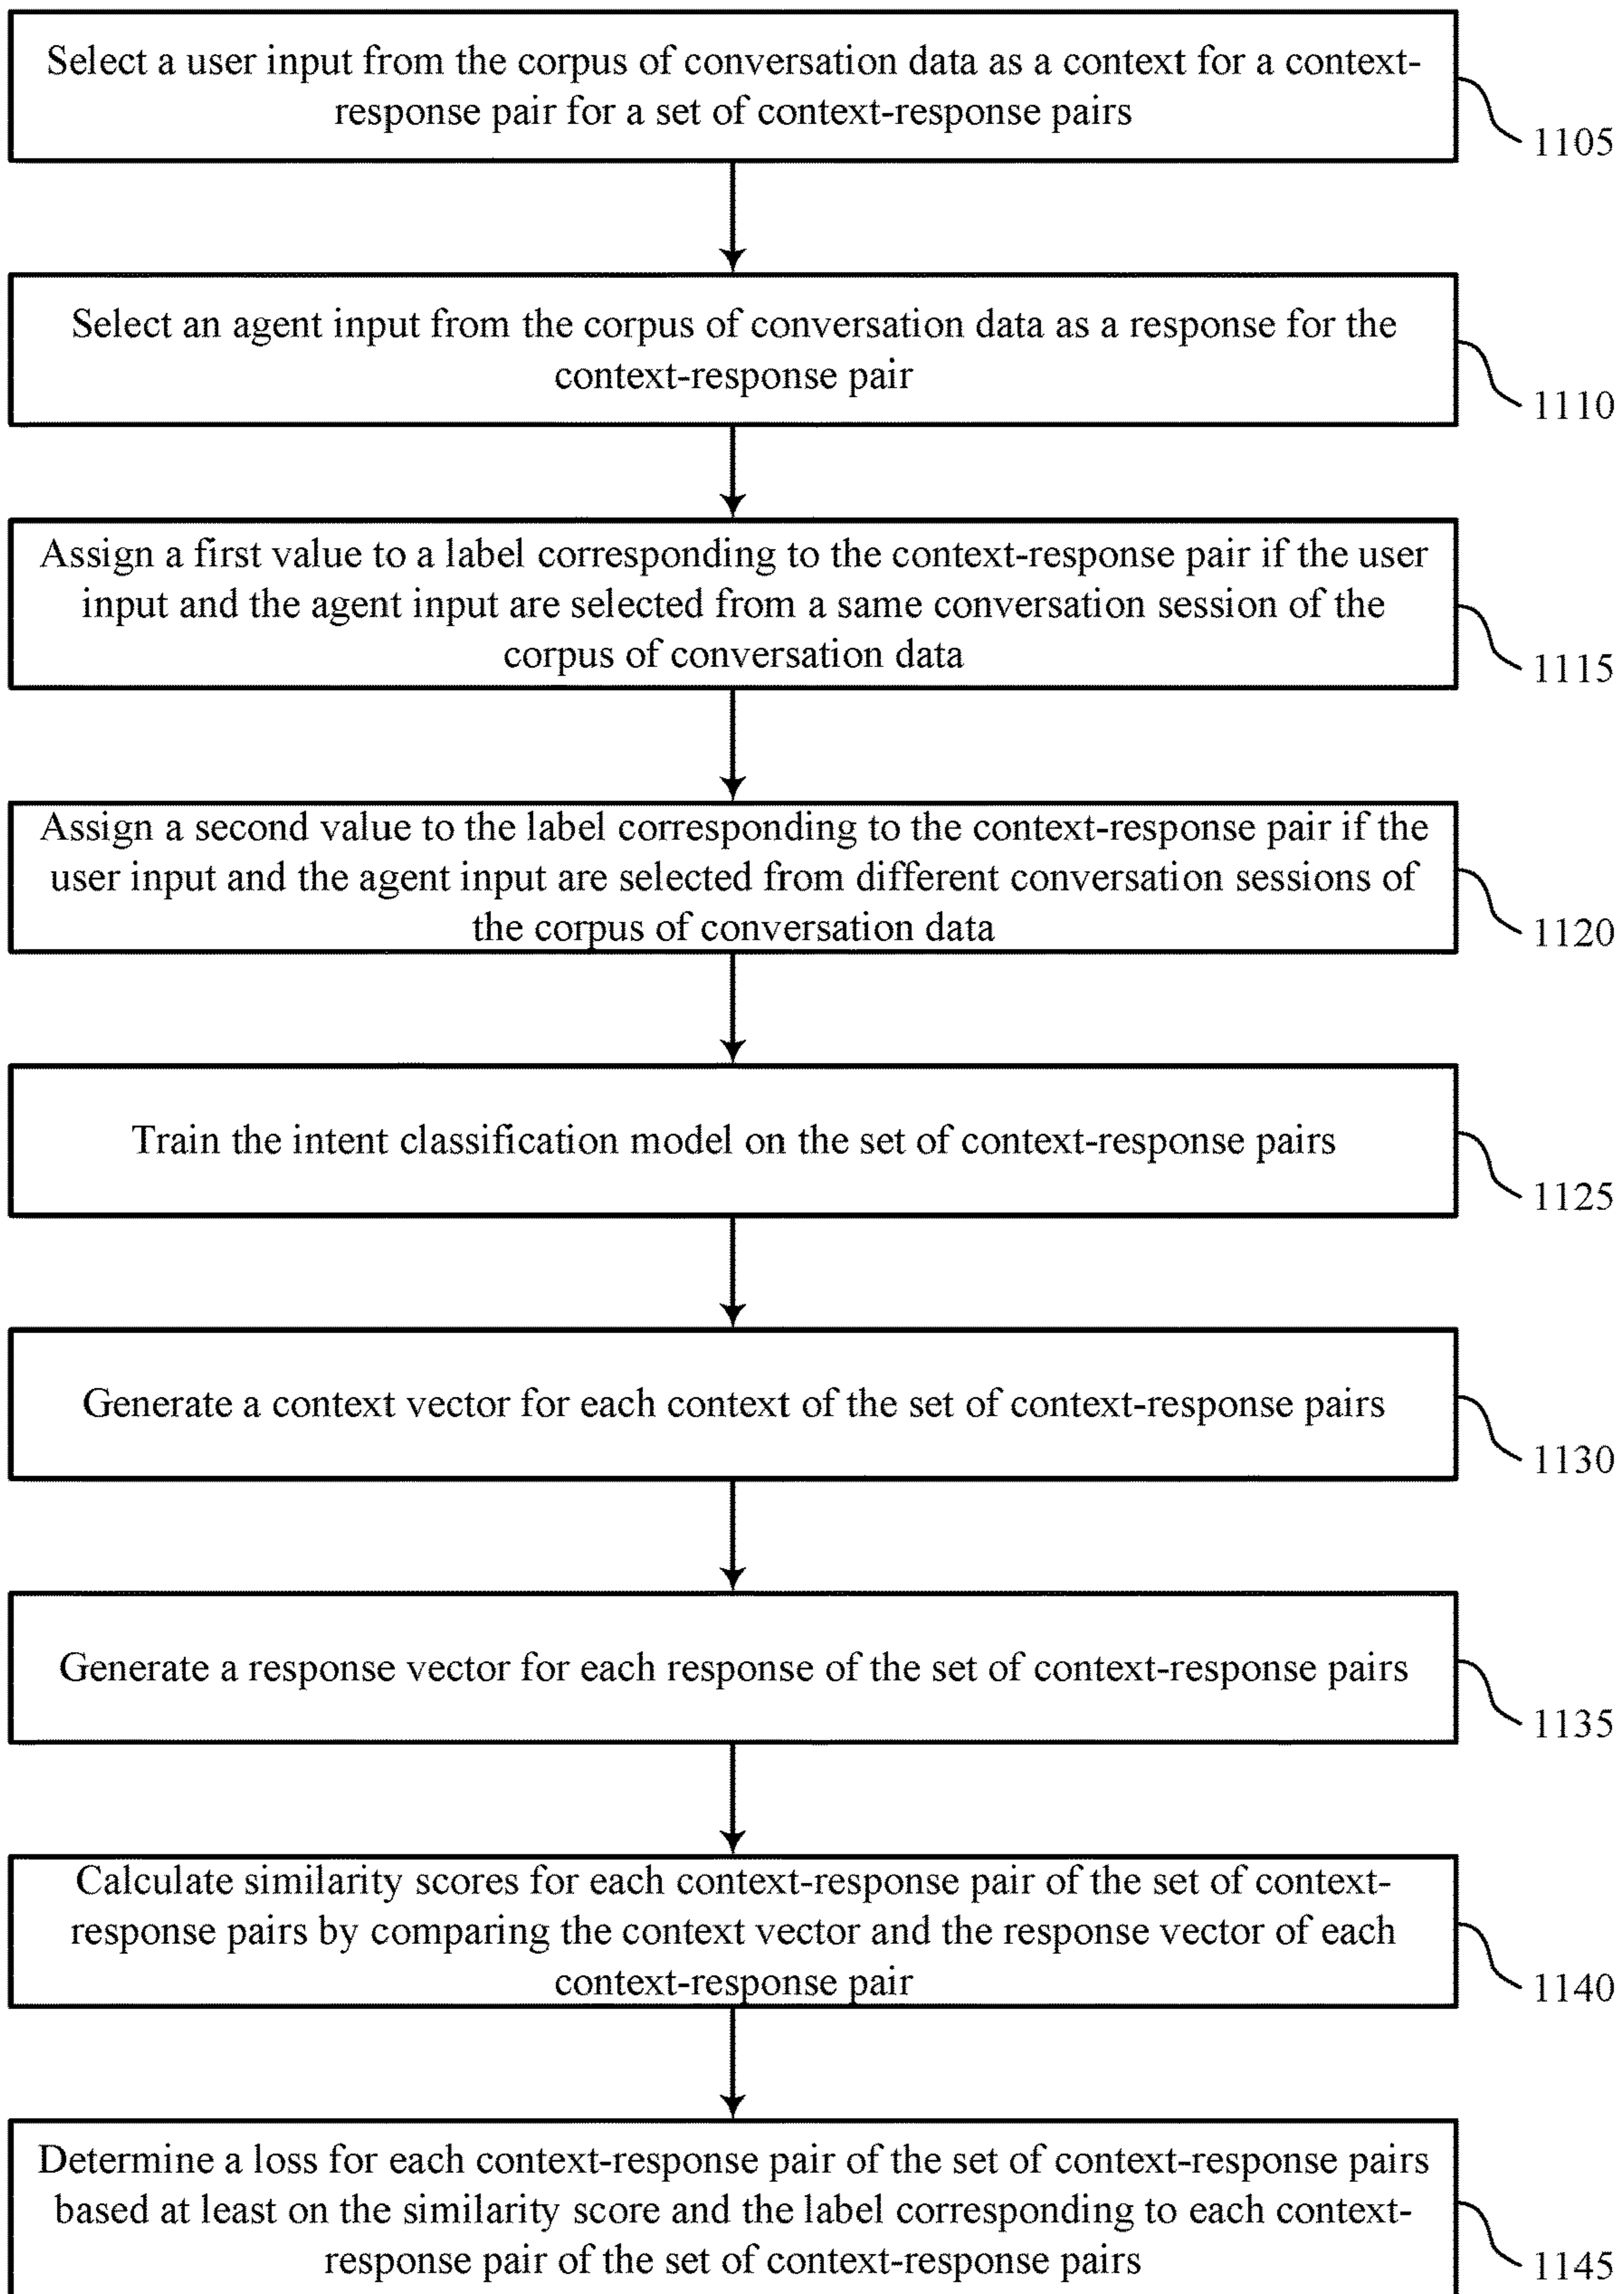 Select a user input from the corpus of conversation data as a context for a context-
response pair for a set of context-response pairs
1105
Select an agent input from the corpus of conversation data as a response for the
context-response pair
1110
Assign a first value to a label corresponding to the context-response pair if the user
input and the agent input are selected from a same conversation session of the
corpus of conversation data
1115
Assign a second value to the label corresponding to the context-response pair if the
user input and the agent input are selected from different conversation sessions of
the corpus of conversation data
1120
Train the intent classification model on the set of context-response pairs
1125
Generate a context vector for each context of the set of context-response pairs
1130
Generate a response vector for each response of the set of context-response pairs
1135
Calculate similarity scores for each context-response pair of the set of context-
response pairs by comparing the context vector and the response vector of each
context-response pair
1140
Determine a loss for each context-response pair of the set of context-response pairs
based at least on the similarity score and the label corresponding to each context-
response pair of the set of context-response pairs
1145